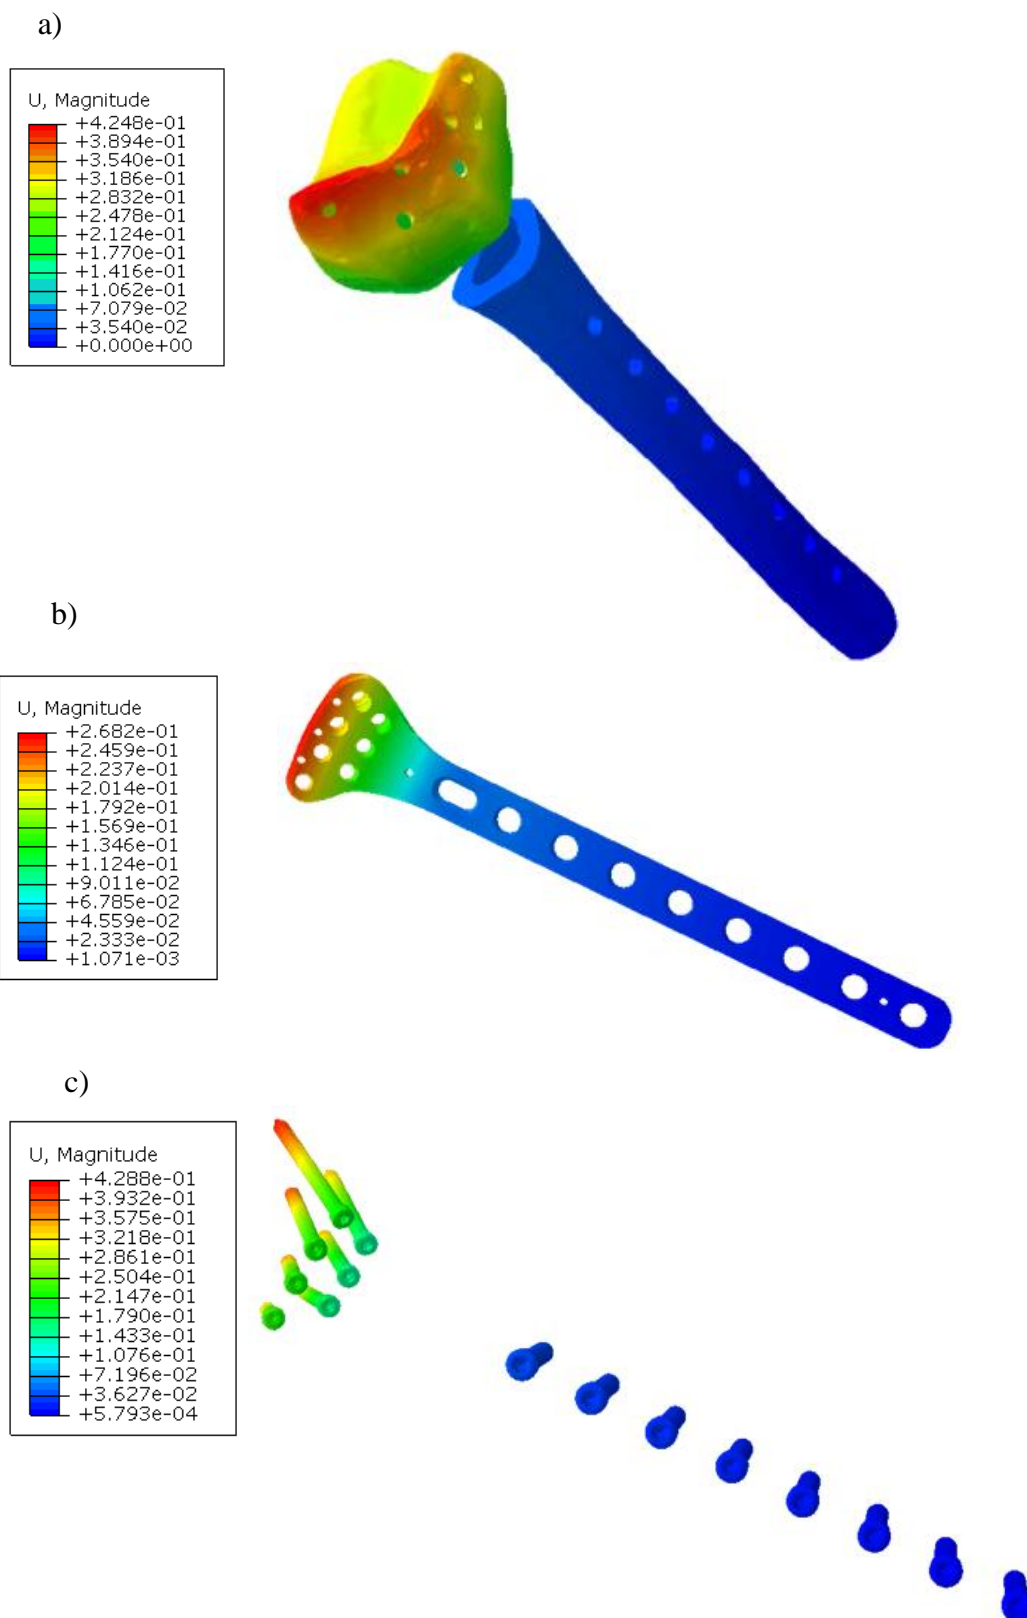 a)
U, Magnitude
+4.248e-01
+3.894e-01
+3.540e-01
+3.186e-01
+2.832e-01
+2.478e-01
+2.124e-01
+1.770e-01
+1.416e-01
+1.062e-01
+7.079e-02
+3.540e-02
+0.000e+00
b)
U, Magnitude
+2.682e-01
+2.459e-01
+2.237e-01
+2.014e-01
+1.792e-01
+1.569e-01
+1.346e-01
+1.124e-01
+9.011e-02
+6.785e-02
+4.559e-02
+2.333e-02
+1.071e-03
c)
U, Magnitude
+4.288e-01
+3.932e-01
+3.575e-01
+3.218e-01
+2.861e-01
+2.504e-01
+2.147e-01
+1.790e-01
+1.433e-01
+1.076e-01
+7.196e-02
+3.627e-02
+5.793e-04